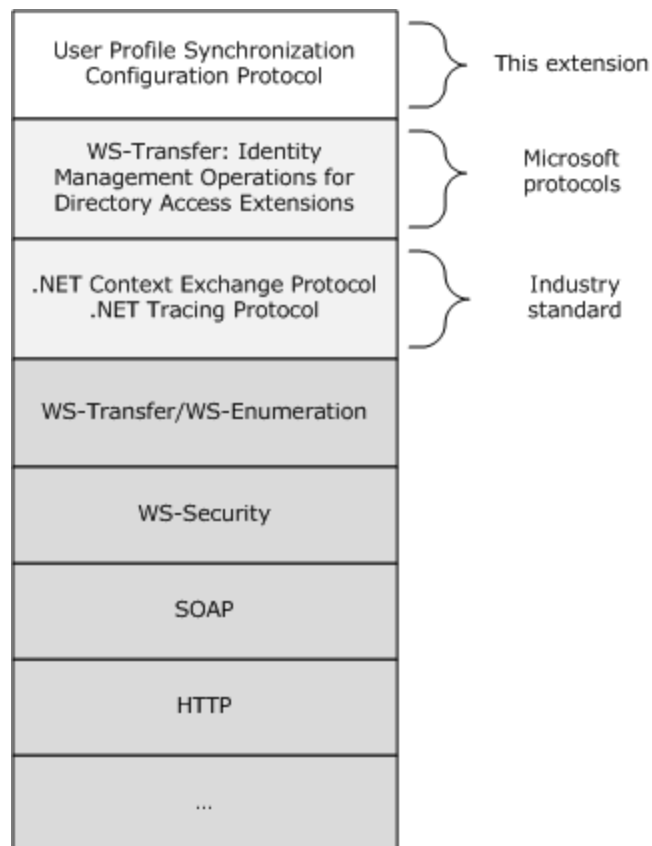 User Profile Synchronization
Configuration Protocol
This extension
WS-Transfer: Identity
Management Operations for
Directory Access Extensions
Microsoft
protocols
.NET Context Exchange Protocol
.NET Tracing Protocol
Industry
standard
WS-Transfer/WS-Enumeration
WS-Security
SOAP
HTTP
...